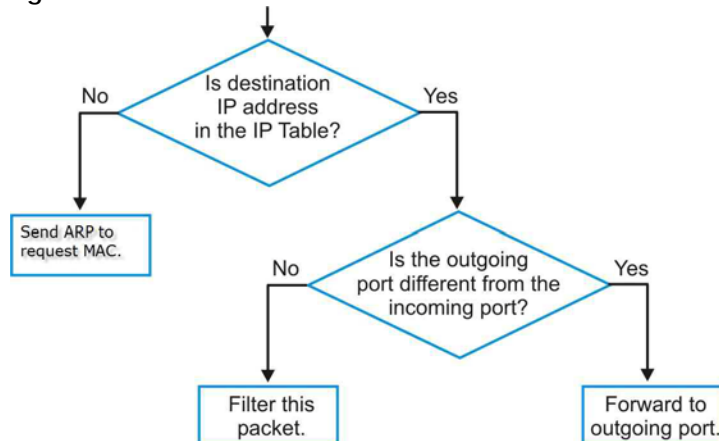 Is destination
IP address
in the IP Table?
No
Yes
Send ARP to
request MAC.
Is the outgoing
port different from the
incoming port?
No
Yes
Filter this
packet.
Forward to
outgoing port.